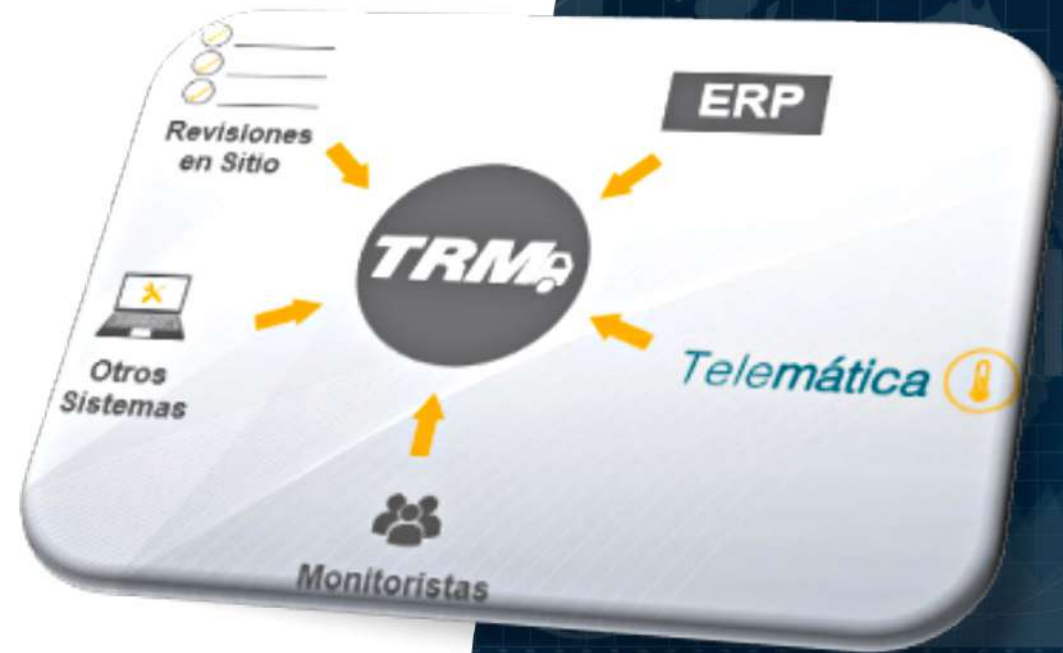 Revisiones
en Sitio
ERP
TRM
Telemática
Otros
Sistemas
Monitoristas